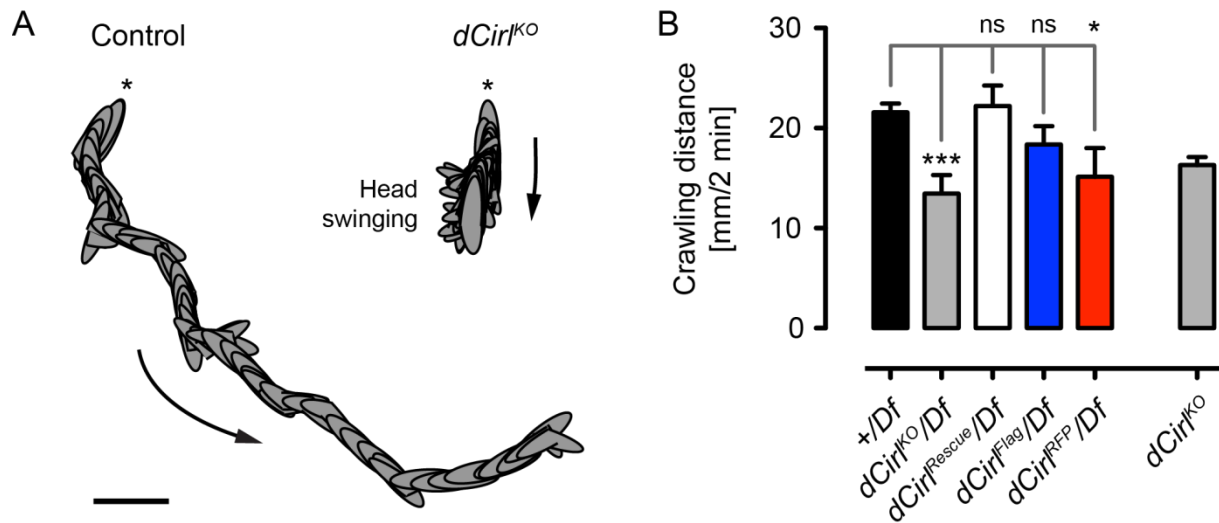 A
Control
dCirl^KO
*
*
Head
swinging
B
Crawling distance
[mm/2 min]
30
20
10
0
ns
ns
*
***
+/Df
dCirl^KO/Df
dCirl^Rescue/Df
dCirl^Flag/Df
dCirl^RFP/Df
dCirl^KO